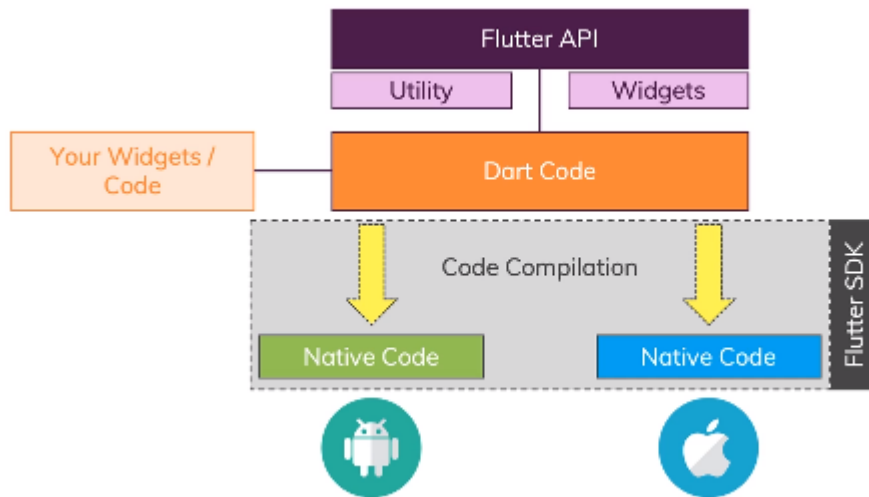 Flutter API
Utility
Widgets
Your Widgets /
Code
Dart Code
Code Compilation
Flutter SDK
Native Code
Native Code